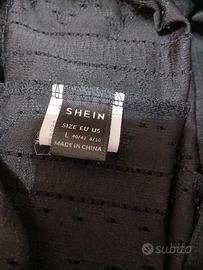 SHEIN
SIZE EU US
L 40/42 8/10
MADE IN CHINA
subito